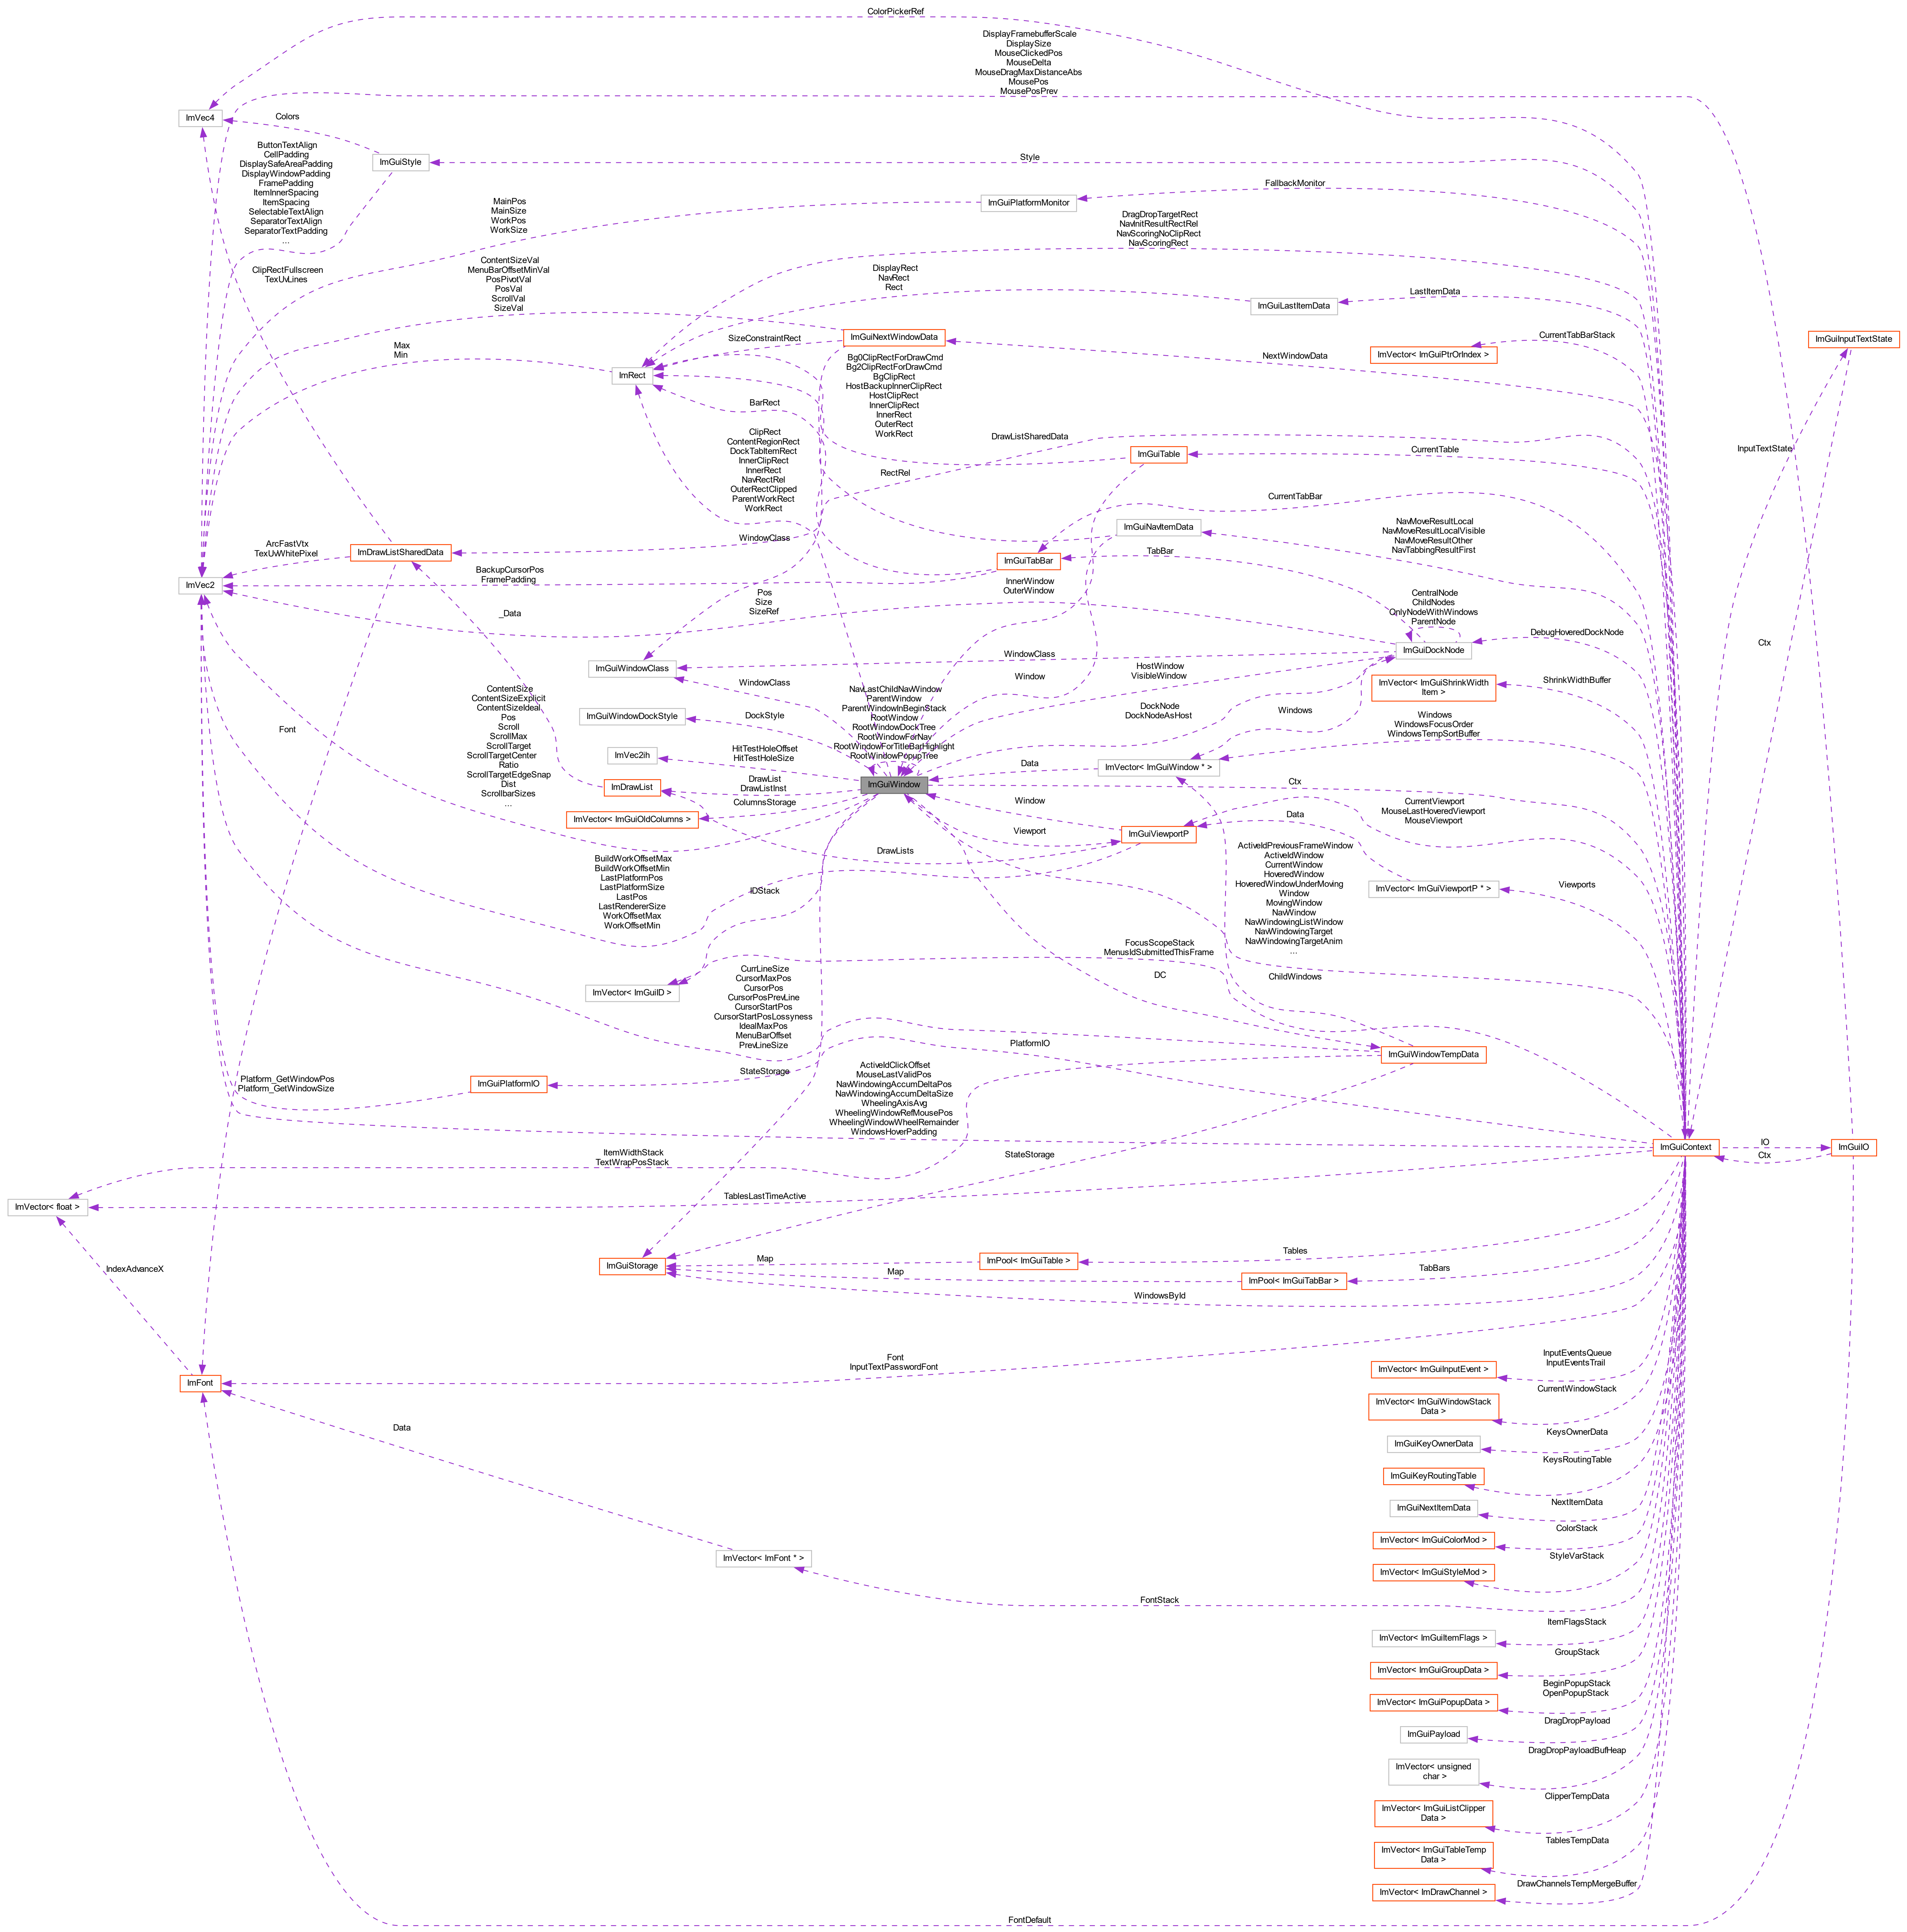 ColorPickerRef
DisplayFramebufferScale
DisplaySize
MouseClickedPos
MouseDelta
MouseDragMaxDistanceAbs
MousePos
MousePosPrev
ImVec4
Colors
ButtonTextAlign
CellPadding
DisplaySafeAreaPadding
DisplayWindowPadding
FramePadding
ItemInnerSpacing
ItemSpacing
SelectableTextAlign
SeparatorTextAlign
SeparatorTextPadding
...
ImGuiStyle
Style
FallbackMonitor
MainPos
MainSize
WorkPos
WorkSize
ImGuiPlatformMonitor
DragDropTargetRect
NavInitResultRectRel
NavScoringNoClipRect
NavScoringRect
ClipRectFullscreen
TexUvLines
ContentSizeVal
MenuBarOffsetMinVal
PosPivotVal
PosVal
ScrollVal
SizeVal
DisplayRect
NavRect
Rect
ImGuiLastItemData
LastItemData
Max
Min
SizeConstraintRect
ImGuiNextWindowData
NextWindowData
CurrentTabBarStack
ImVector< ImGuiPtrOrIndex >
ImGuiInputTextState
ImRect
Bg0ClipRectForDrawCmd
Bg2ClipRectForDrawCmd
BgClipRect
HostBackupInnerClipRect
HostClipRect
InnerClipRect
InnerRect
OuterRect
WorkRect
BarRect
ClipRect
ContentRegionRect
DockTabItemRect
InnerClipRect
InnerRect
NavRectRel
OuterRectClipped
ParentWorkRect
WorkRect
DrawListSharedData
RectRel
ImGuiTable
CurrentTable
InputTextState
CurrentTabBar
ImGuiNavItemData
NavMoveResultLocal
NavMoveResultLocalVisible
NavMoveResultOther
NavTabbingResultFirst
ArcFastVtx
TexUvWhitePixel
ImDrawListSharedData
WindowClass
ImGuiTabBar
TabBar
ImVec2
BackupCursorPos
FramePadding
InnerWindow
OuterWindow
_Data
Pos
Size
SizeRef
CentralNode
ChildNodes
OnlyNodeWithWindows
ParentNode
ImGuiDockNode
DebugHoveredDockNode
Ctx
ImGuiWindowClass
WindowClass
WindowClass
Window
HostWindow
VisibleWindow
ShrinkWidthBuffer
ImVector< ImGuiShrinkWidth
Item >
ContentSize
ContentSizeExplicit
ContentSizeIdeal
Pos
Scroll
ScrollMax
ScrollTarget
ScrollTargetCenter
Ratio
ScrollTargetEdgeSnap
Dist
ScrollbarSizes
...
Font
ImGuiWindowDockStyle
DockStyle
NavLastChildNavWindow
ParentWindow
ParentWindowInBeginStack
RootWindow
RootWindowDockTree
RootWindowForNav
RootWindowForTitleBarHighlight
RootWindowPopupTree
DockNode
DockNodeAsHost
Windows
Windows
WindowsFocusOrder
WindowsTempSortBuffer
ImVec2ih
HitTestHoleOffset
HitTestHoleSize
ImVector< ImGuiWindow * >
Data
ImGuiWindow
Ctx
ImDrawList
DrawList
DrawListInst
ColumnsStorage
ImVector< ImGuiOldColumns >
Window
Viewport
ImGuiViewportP
CurrentViewport
MouseLastHoveredViewport
MouseViewport
Data
DrawLists
BuildWorkOffsetMax
BuildWorkOffsetMin
LastPlatformPos
LastPlatformSize
LastPos
LastRendererSize
WorkOffsetMax
WorkOffsetMin
IDStack
ActiveIdPreviousFrameWindow
ActiveIdWindow
CurrentWindow
HoveredWindow
HoveredWindowUnderMoving
Window
MovingWindow
NavWindow
NavWindowingListWindow
NavWindowingTarget
NavWindowingTargetAnim
...
ImVector< ImGuiViewportP * >
Viewports
FocusScopeStack
MenusIdSubmittedThisFrame
DC
ChildWindows
ImVector< ImGuiID >
CurrLineSize
CursorMaxPos
CursorPos
CursorPosPrevLine
CursorStartPos
CursorStartPosLossyness
IdealMaxPos
MenuBarOffset
PrevLineSize
PlatformIO
ImGuiWindowTempData
StateStorage
ImGuiPlatformIO
Platform_GetWindowPos
Platform_GetWindowSize
ActiveIdClickOffset
MouseLastValidPos
NavWindowingAccumDeltaPos
NavWindowingAccumDeltaSize
WheelingAxisAvg
WheelingWindowRefMousePos
WheelingWindowWheelRemainder
WindowsHoverPadding
ImGuiContext
IO
Ctx
ImGuiIO
ItemWidthStack
TextWrapPosStack
StateStorage
ImVector< float >
TablesLastTimeActive
IndexAdvanceX
ImGuiStorage
Map
ImPool< ImGuiTable >
Tables
Map
ImPool< ImGuiTabBar >
TabBars
WindowsById
Font
InputTextPasswordFont
ImFont
InputEventsQueue
InputEventsTrail
ImVector< ImGuiInputEvent >
CurrentWindowStack
ImVector< ImGuiWindowStack
Data >
Data
KeysOwnerData
ImGuiKeyOwnerData
KeysRoutingTable
ImGuiKeyRoutingTable
NextItemData
ImGuiNextItemData
ColorStack
ImVector< ImGuiColorMod >
StyleVarStack
ImVector< ImGuiStyleMod >
ImVector< ImFont * >
FontStack
ItemFlagsStack
ImVector< ImGuiItemFlags >
GroupStack
ImVector< ImGuiGroupData >
BeginPopupStack
OpenPopupStack
ImVector< ImGuiPopupData >
DragDropPayload
ImGuiPayload
DragDropPayloadBufHeap
ImVector< unsigned
char >
ClipperTempData
ImVector< ImGuiListClipper
Data >
TablesTempData
ImVector< ImGuiTableTemp
Data >
DrawChannelsTempMergeBuffer
ImVector< ImDrawChannel >
FontDefault